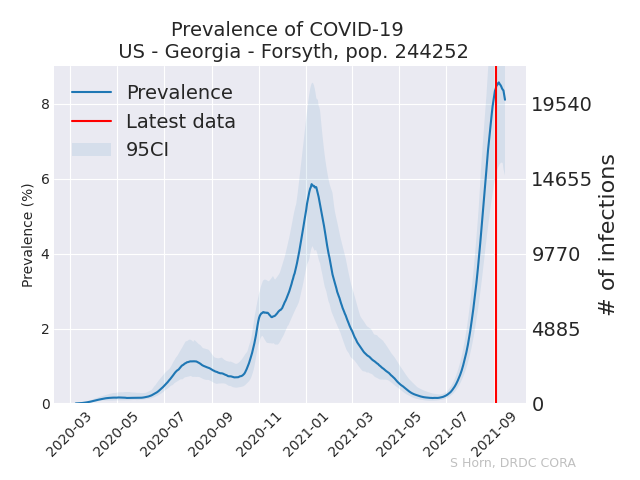 Prevalence of COVID-19
US - Georgia - Forsyth, pop. 244252
Prevalence
Latest data
95CI
Prevalence (%)
8
6
4
2
0
19540
14655
9770
4885
0
# of infections
2020-03
2020-05
2020-07
2020-09
2020-11
2021-01
2021-03
2021-05
2021-07
2021-09
S Horn, DRDC CORA